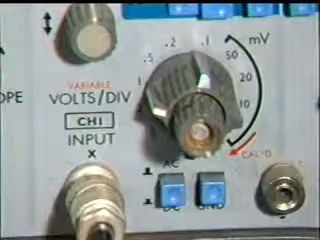 .2 .1 mV
.5 50
VARIABLE 1 20
OPE VOLTS/DIV
CH1 10
INPUT
X AC CAL'D
DC GND